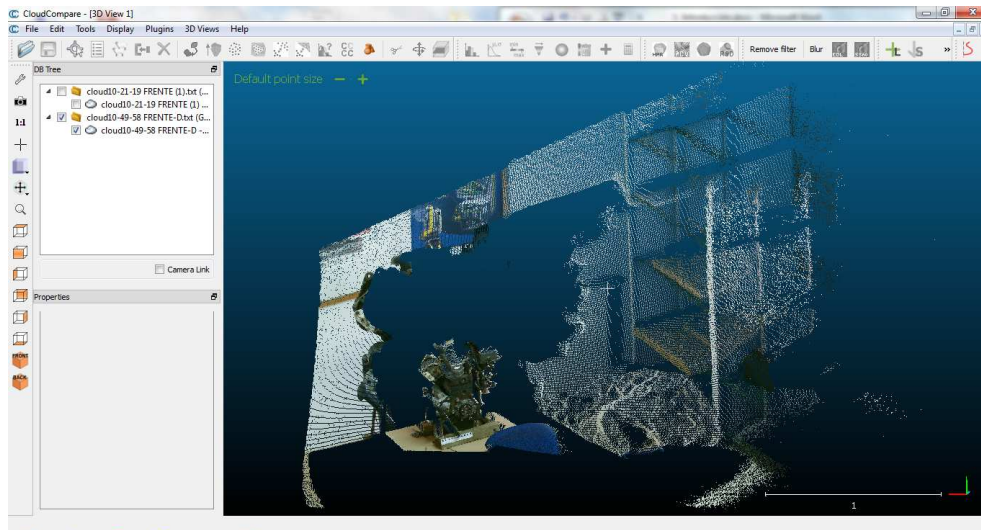 CloudCompare - [3D View 1]
File Edit Tools Display Plugins 3D Views Help
Remove filter Blur
DB Tree
cloud10-21-19 FRENTE (1).txt (...
cloud10-21-19 FRENTE (1) ...
cloud10-49-58 FRENTE-D.txt (G...
cloud10-49-58 FRENTE-D -...
Camera Link
Properties
1:1
FRONT
BACK
Default point size − +
1